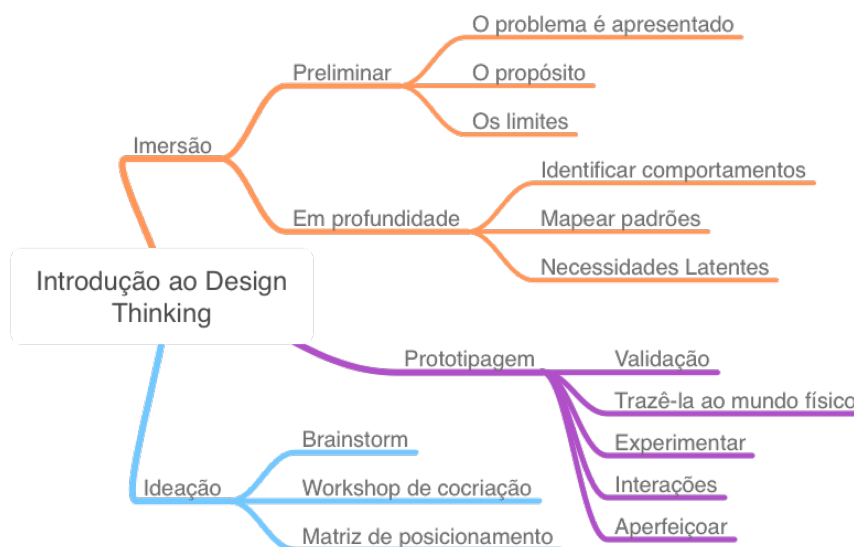 Introdução ao Design
Thinking
Imersão
Preliminar
O problema é apresentado
O propósito
Os limites
Em profundidade
Identificar comportamentos
Mapear padrões
Necessidades Latentes
Prototipagem
Validação
Trazê-la ao mundo físico
Experimentar
Interações
Aperfeiçoar
Ideação
Brainstorm
Workshop de cocriação
Matriz de posicionamento